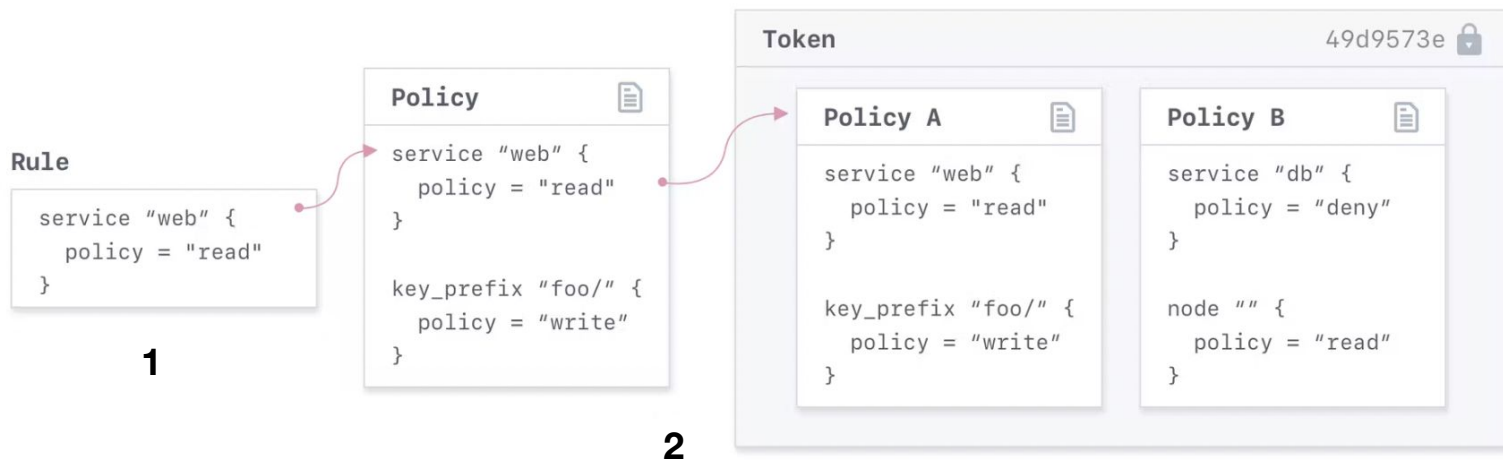 Rule
service “web” {
policy = "read"
}
1
Policy
service “web” {
policy = "read"
}
key_prefix “foo/” {
policy = “write”
}
2
Token
49d9573e
Policy A
service “web” {
policy = "read"
}
key_prefix “foo/” {
policy = “write”
}
Policy B
service “db” {
policy = “deny”
}
node “” {
policy = “read”
}